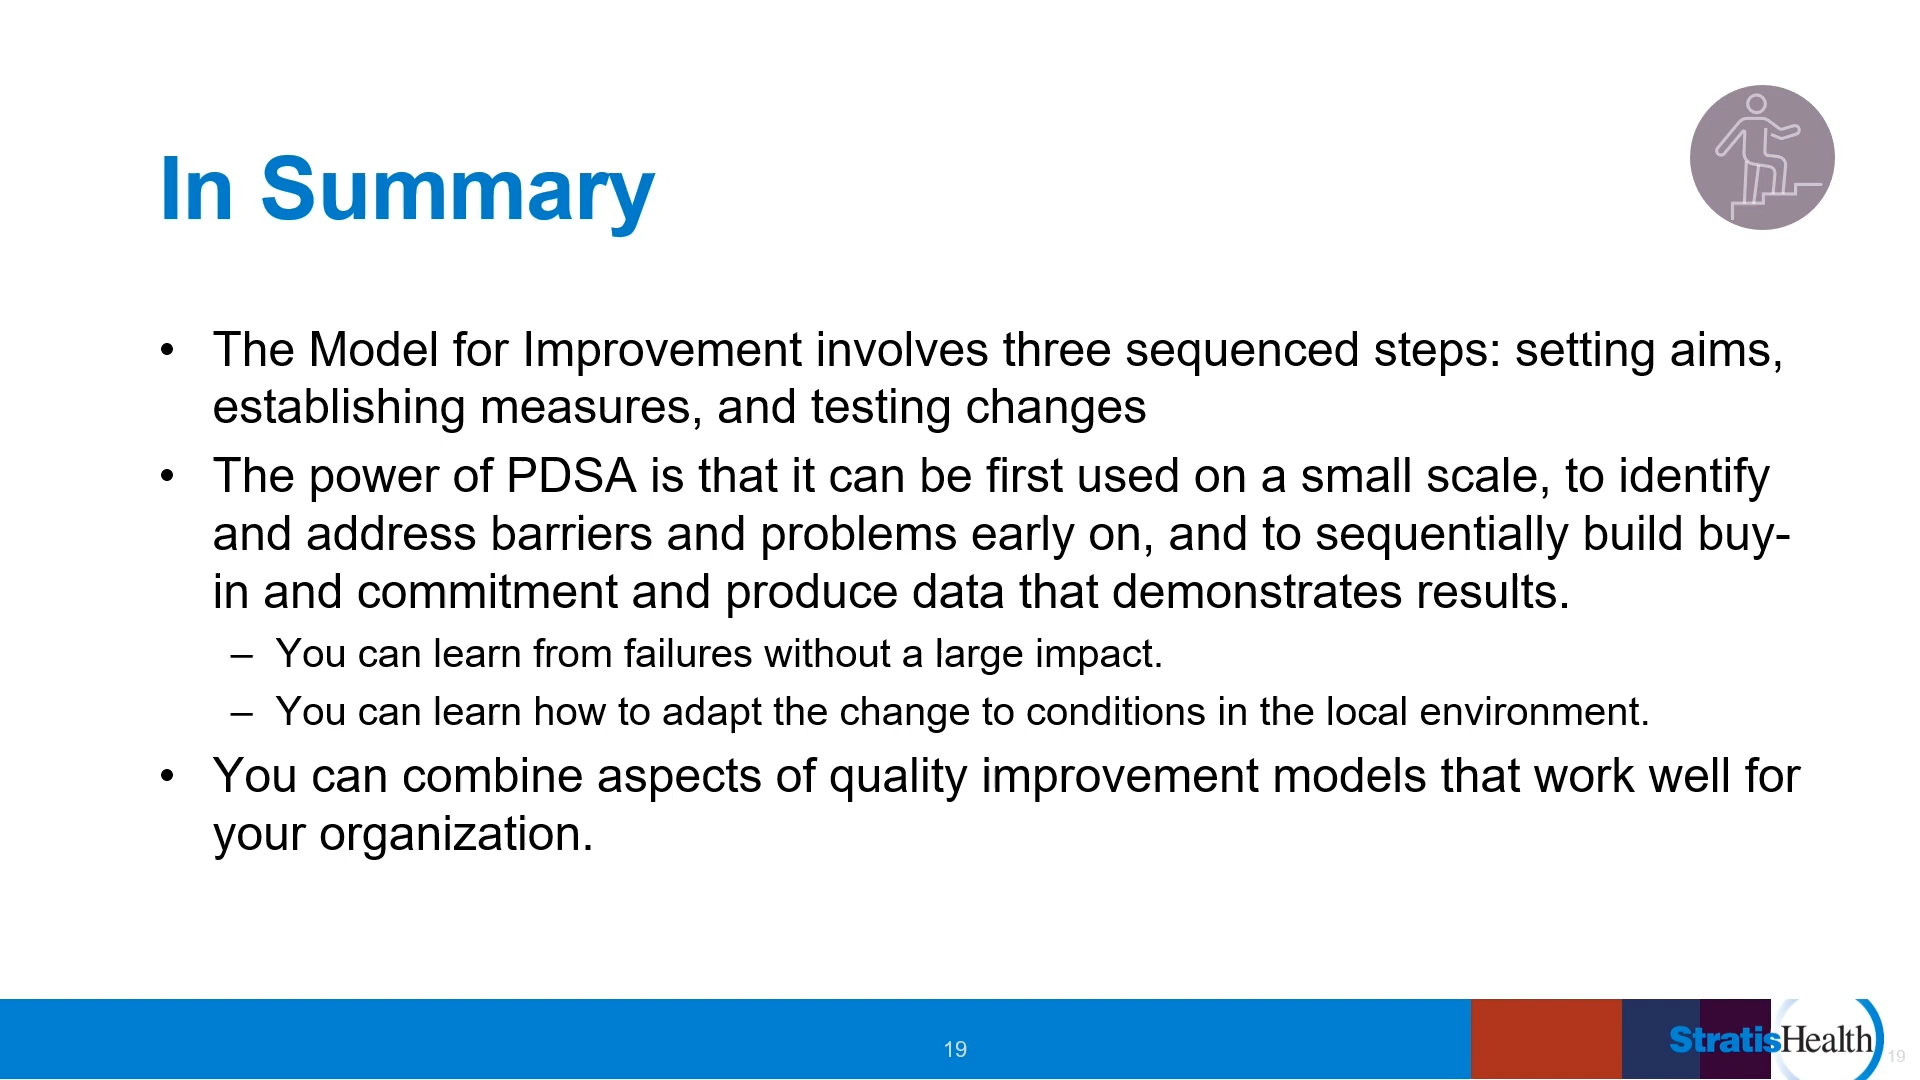 In Summary
• The Model for Improvement involves three sequenced steps: setting aims,
establishing measures, and testing changes
• The power of PDSA is that it can be first used on a small scale, to identify
and address barriers and problems early on, and to sequentially build buy-
in and commitment and produce data that demonstrates results.
– You can learn from failures without a large impact.
– You can learn how to adapt the change to conditions in the local environment.
• You can combine aspects of quality improvement models that work well for
your organization.
19
StratisHealth
19